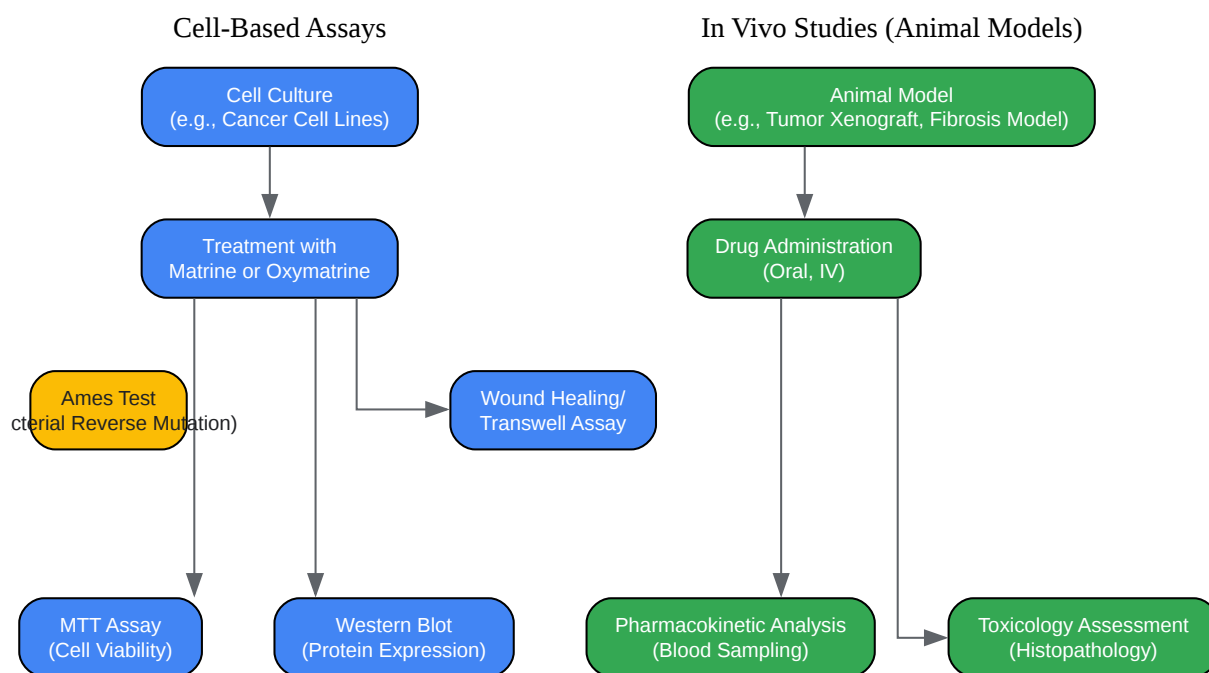 Cell-Based Assays
Cell Culture
(e.g., Cancer Cell Lines)
Treatment with
Matrine or Oxymatrine
Ames Test
cterial Reverse Mutation)
Wound Healing/
Transwell Assay
MTT Assay
(Cell Viability)
Western Blot
(Protein Expression)
In Vivo Studies (Animal Models)
Animal Model
(e.g., Tumor Xenograft, Fibrosis Model)
Drug Administration
(Oral, IV)
Pharmacokinetic Analysis
(Blood Sampling)
Toxicology Assessment
(Histopathology)